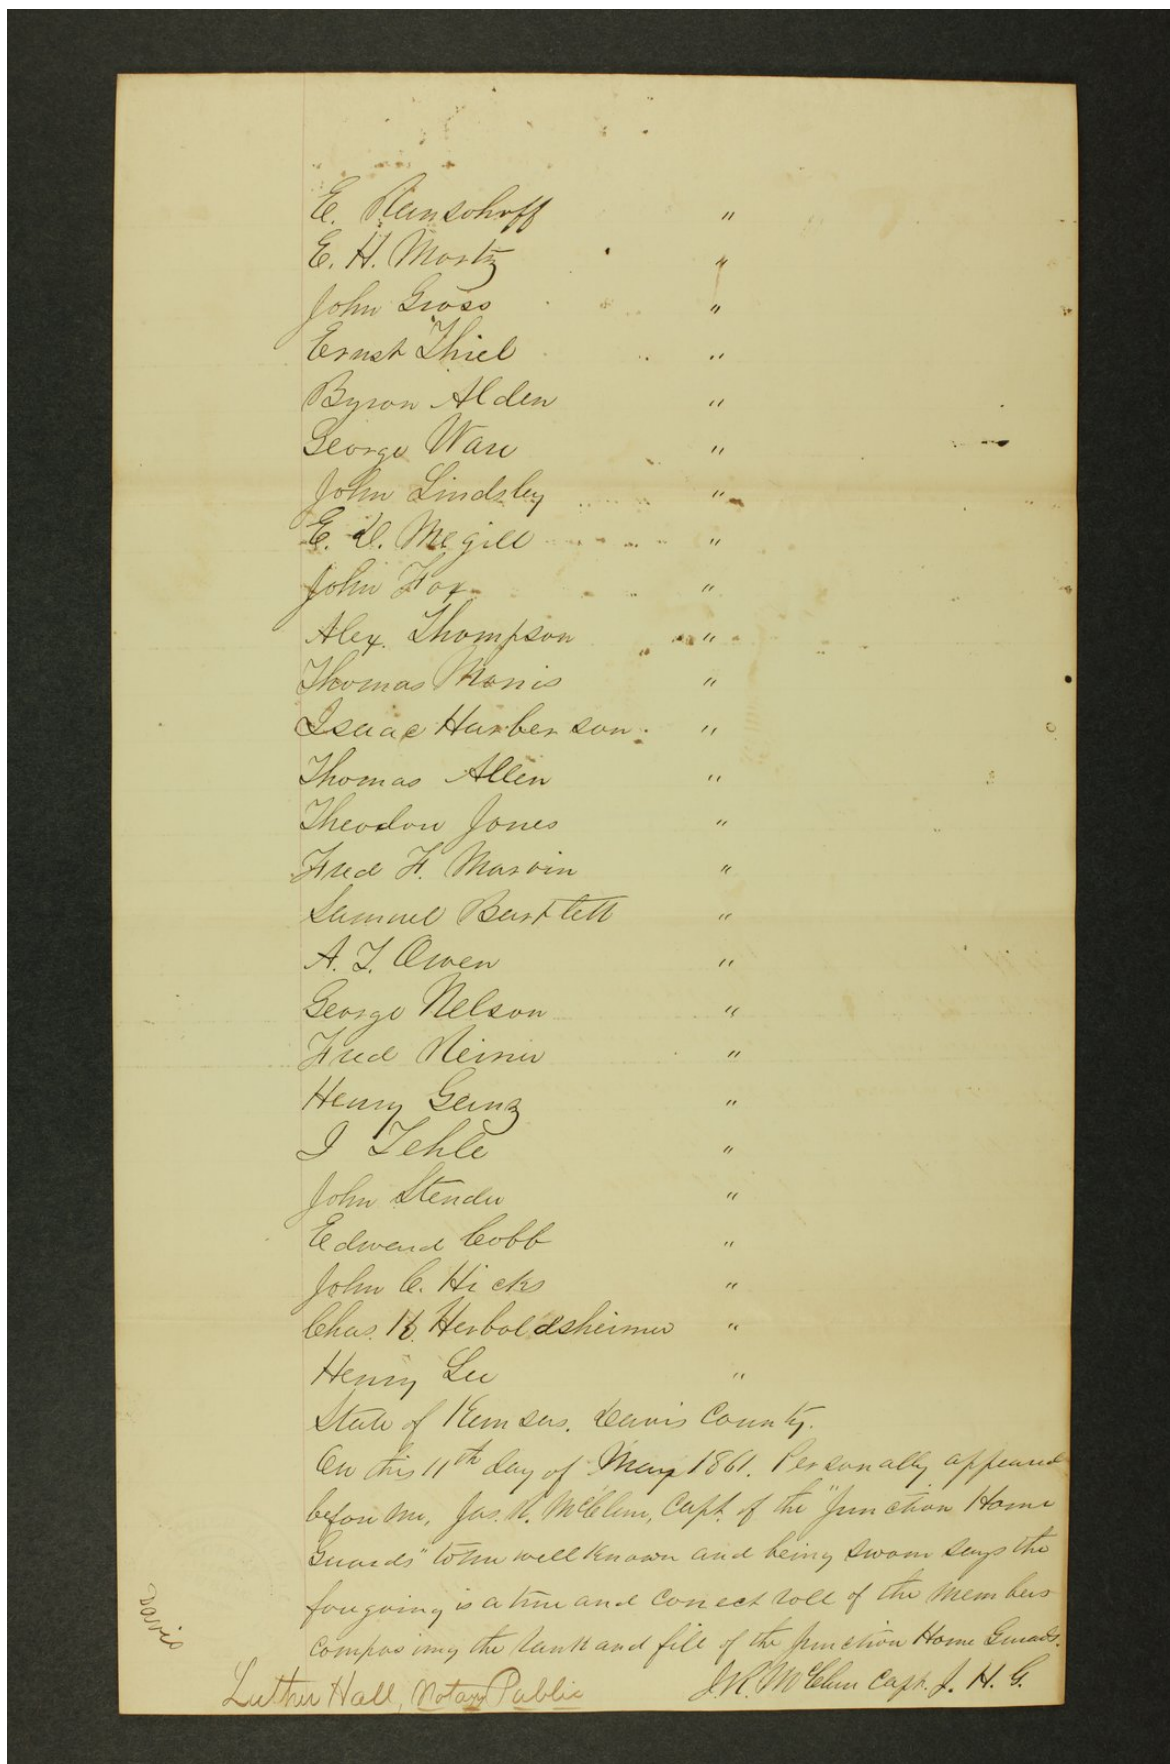 E. Ransohoff "
E. H. Mortz "
John Gross "
Ernst Thiel "
Byron Alden "
George Ware "
John Lindsley "
E. D. Megill "
John Fox "
Alex. Thompson "
Thomas Morris "
Isaac Harberson "
Thomas Allen "
Theodore Jones "
Fred F. Marvin "
Samuel Bartlett "
A. T. Owen "
George Nelson "
Fred Reiner "
Henry Geinz "
I Tehle "
John Stender "
Edward Cobb "
John C. Hicks "
Chas. H. Herboldsheimer "
Henry Lee "
State of Kansas. Davis County.
On this 11th day of May 1861. Personally appeared
before me, Jas. R. McClure, Capt. of the "Junction Home
Guards" to me well known and being sworn says the
foregoing is a true and correct roll of the members
composing the rank and file of the Junction Home Guards.
J. R. McClure Capt. J. H. G.
Luther Hall, Notary Public
Davis